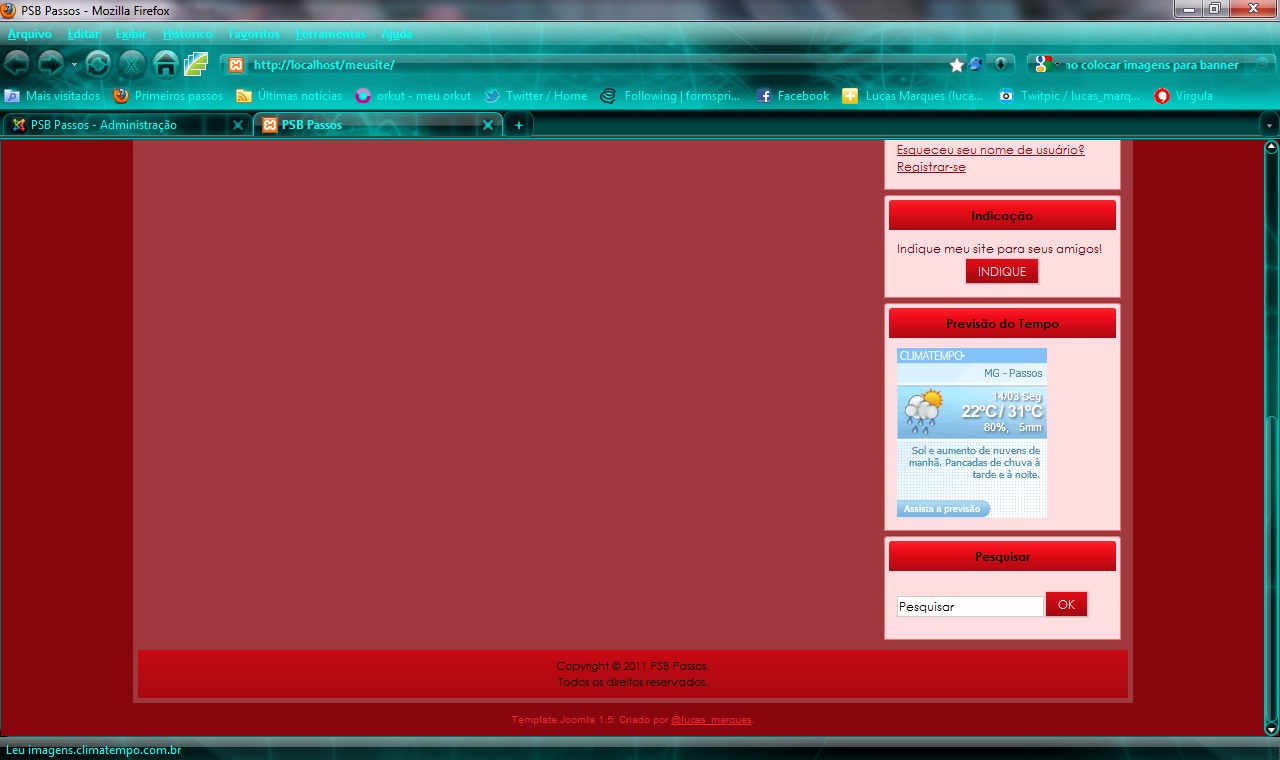 PSB Passos - Mozilla Firefox
Arquivo Editar Exibir Histórico Favoritos Ferramentas Ajuda
http://localhost/meusite/ no colocar imagens para banner
Mais visitados Primeiros passos Últimas notícias orkut - meu orkut Twitter / Home Following | formspri... Facebook Lucas Marques (luca... Twitpic / lucas_marq... Virgula
PSB Passos - Administração PSB Passos
Esqueceu seu nome de usuário?
Registrar-se
Indicação
Indique meu site para seus amigos!
INDIQUE
Previsão do Tempo
CLIMATEMPO
MG - Passos
14/03 Seg
22ºC / 31ºC
80%, 5mm
Sol e aumento de nuvens de
manhã. Pancadas de chuva à
tarde e à noite.
Assista a previsão
Pesquisar
Pesquisar OK
Copyright © 2011 PSB Passos.
Todos os direitos reservados.
Template Joomla 1.5. Criado por @lucas_marques.
Leu imagens.climatempo.com.br